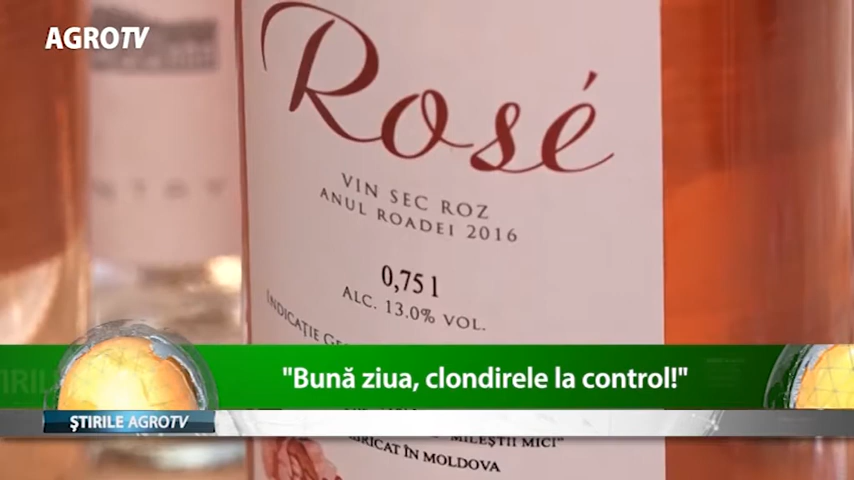 AGROTV
Rosé
VIN SEC ROZ
ANUL ROADEI 2016
0,75 l
ALC. 13.0% VOL.
INDICAȚIE
"Bună ziua, clondirele la control!"
ŞTIRILE AGROTV
"MILEŞTII MICI"
FABRICAT ÎN MOLDOVA